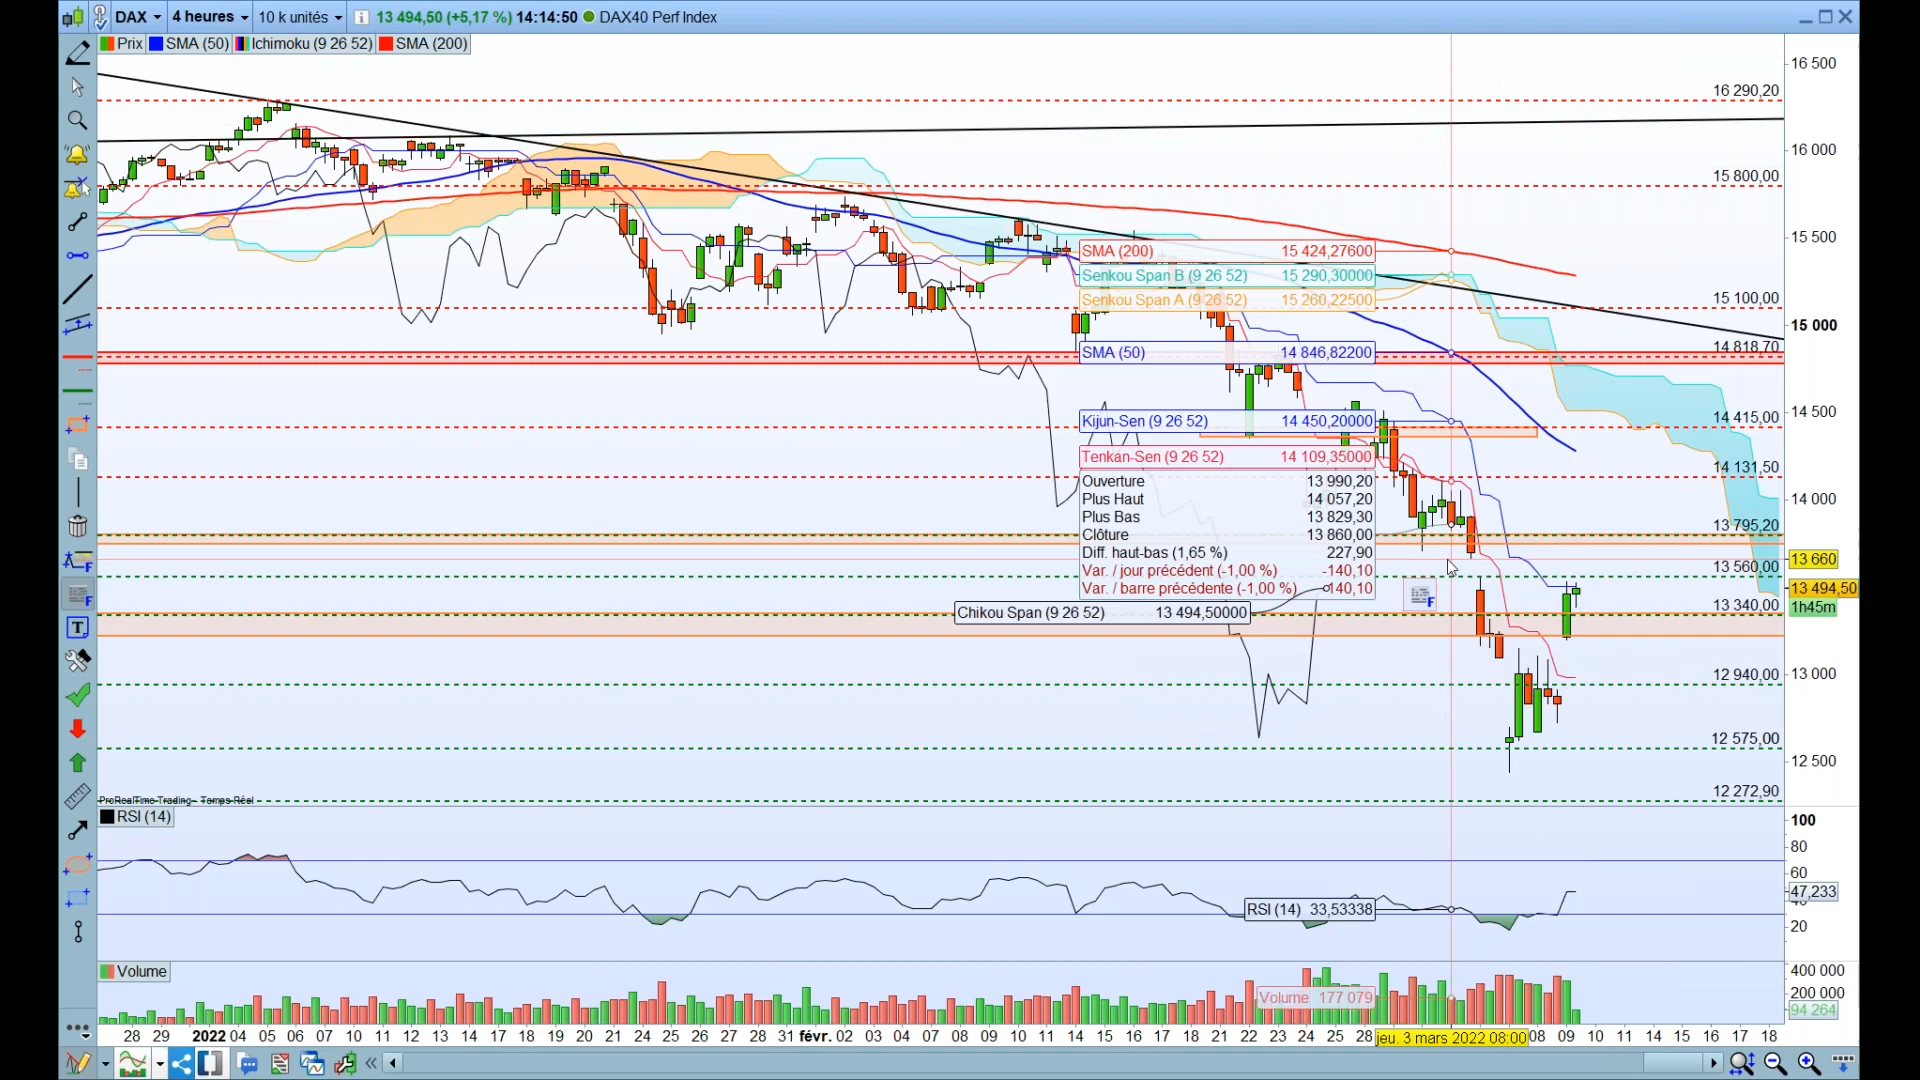 DAX 4 heures 10 k unités 13 494,50 (+5,17 %) 14:14:50 DAX40 Perf Index
Prix SMA (50) Ichimoku (9 26 52) SMA (200)
16 500
16 290,20
16 000
15 800,00
15 500
SMA (200) 15 424,27600
Senkou Span B (9 26 52) 15 290,30000
Senkou Span A (9 26 52) 15 260,22500
15 100,00
15 000
14 818,70
SMA (50) 14 846,82200
14 500
14 415,00
Kijun-Sen (9 26 52) 14 450,20000
Tenkan-Sen (9 26 52) 14 109,35000
14 131,50
Ouverture 13 990,20
Plus Haut 14 057,20
14 000
Plus Bas 13 829,30
13 795,20
Clôture 13 860,00
Diff. haut-bas (1,65 %) 227,90
13 660
13 560,00
Var. / jour précédent (-1,00 %) -140,10
Var. / barre précédente (-1,00 %) -140,10
13 494,50
13 340,00
1h45m
Chikou Span (9 26 52) 13 494,50000
13 000
12 940,00
12 575,00
12 500
12 272,90
ProRealTime Trading - Temps Réel
RSI (14)
100
80
60
47,233
40
RSI (14) 33,53338
20
Volume
400 000
200 000
Volume 177 079
94 264
28 29 2022 04 05 06 07 10 11 12 13 14 17 18 19 20 21 24 25 26 27 28 31 févr. 02 03 04 07 08 09 10 11 14 15 16 17 18 21 22 23 24 25 28 jeu. 3 mars 2022 08:00 08 09 10 11 14 15 16 17 18